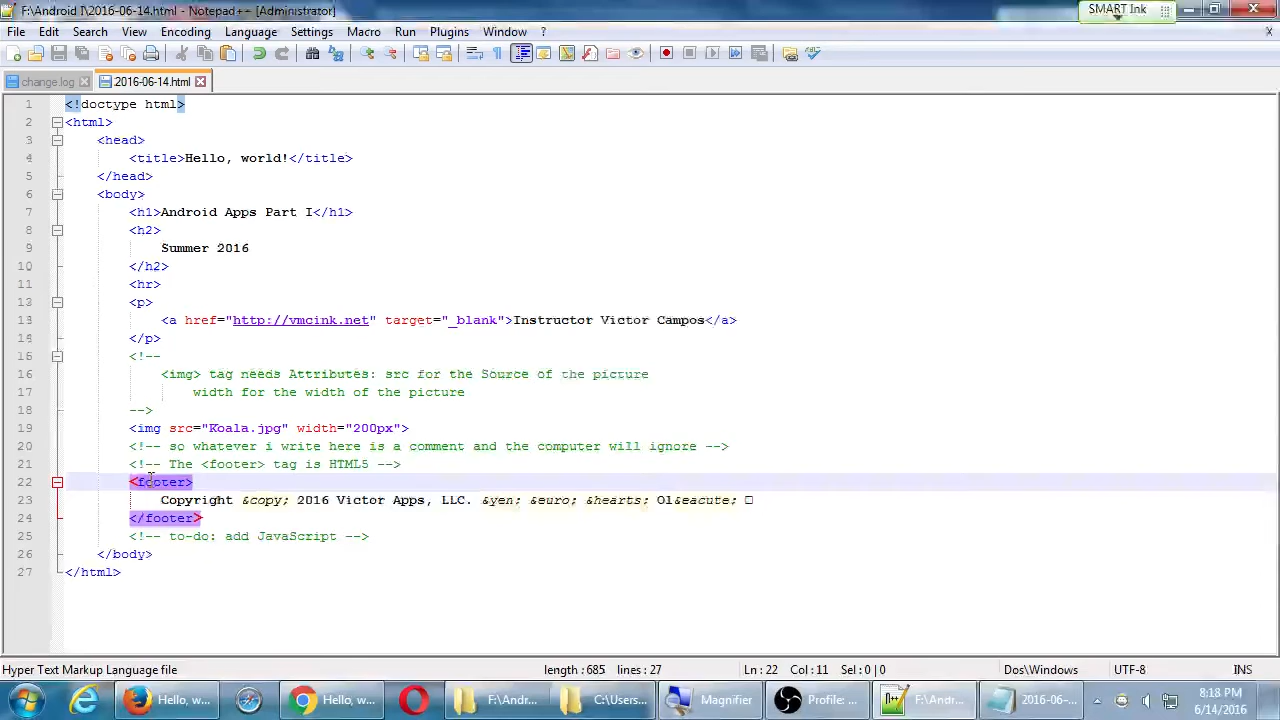 F:\Android I\2016-06-14.html - Notepad++ [Administrator]
SMART Ink
File Edit Search View Encoding Language Settings Macro Run Plugins Window ?
X
change.log
2016-06-14.html
1 <!doctype html>
2 <html>
3 <head>
4 <title>Hello, world!</title>
5 </head>
6 <body>
7 <h1>Android Apps Part I</h1>
8 <h2>
9 Summer 2016
10 </h2>
11 <hr>
12 <p>
13 <a href="http://vmcink.net" target="_blank">Instructor Victor Campos</a>
14 </p>
15 <!--
16 <img> tag needs Attributes: src for the Source of the picture
17 width for the width of the picture
18 -->
19 <img src="Koala.jpg" width="200px">
20 <!-- so whatever i write here is a comment and the computer will ignore -->
21 <!-- The <footer> tag is HTML5 -->
22 <footer>
23 Copyright &copy; 2016 Victor Apps, LLC. &yen; &euro; &hearts; Ol&eacute; □
24 </footer>
25 <!-- to-do: add JavaScript -->
26 </body>
27 </html>
Hyper Text Markup Language file length : 685 lines : 27 Ln : 22 Col : 11 Sel : 0 | 0 Dos\Windows UTF-8 INS
Hello, w... Hello, w... F:\Andr... C:\Users... Magnifier Profile: ... F:\Andr... 2016-06-...
8:18 PM
6/14/2016